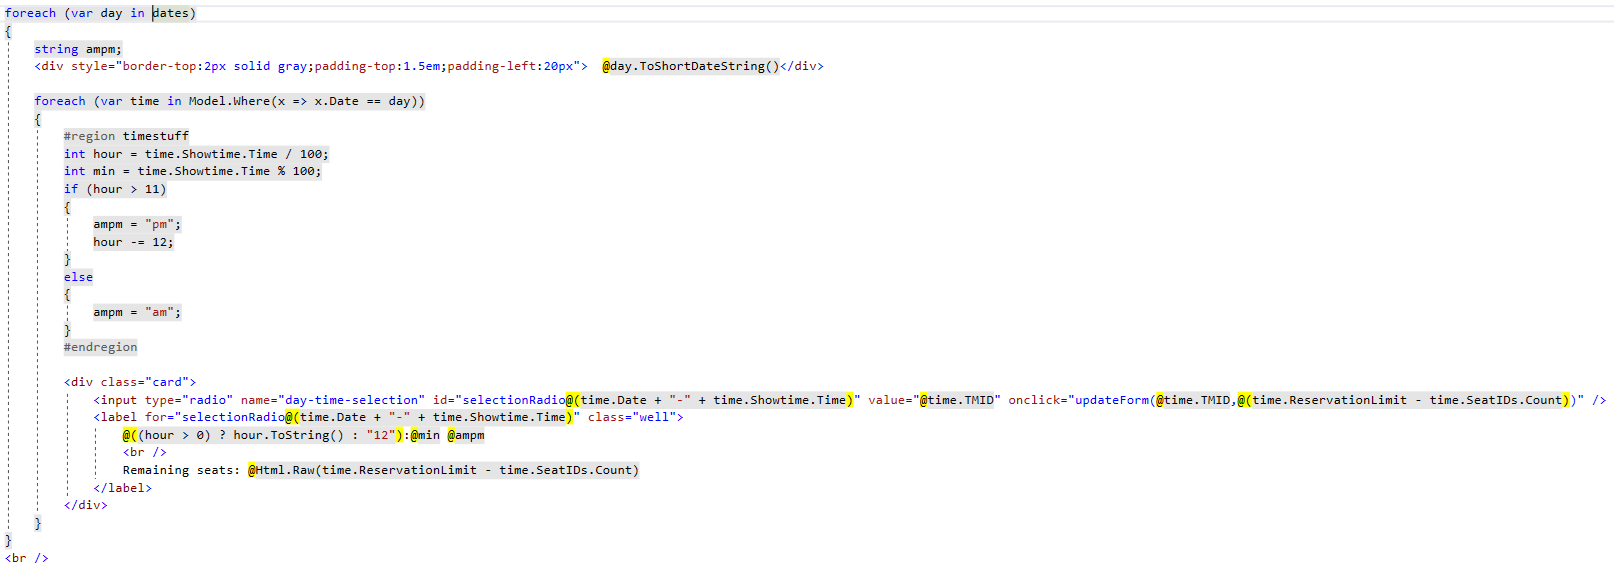 foreach (var day in dates)
{
    string ampm;
    <div style="border-top:2px solid gray;padding-top:1.5em;padding-left:20px">  @day.ToShortDateString()</div>

    foreach (var time in Model.Where(x => x.Date == day))
    {
        #region timestuff
        int hour = time.Showtime.Time / 100;
        int min = time.Showtime.Time % 100;
        if (hour > 11)
        {
            ampm = "pm";
            hour -= 12;
        }
        else
        {
            ampm = "am";
        }
        #endregion

        <div class="card">
            <input type="radio" name="day-time-selection" id="selectionRadio@(time.Date + "-" + time.Showtime.Time)" value="@time.TMID" onclick="updateForm(@time.TMID,@(time.ReservationLimit - time.SeatIDs.Count))" />
            <label for="selectionRadio@(time.Date + "-" + time.Showtime.Time)" class="well">
                @((hour > 0) ? hour.ToString() : "12"):@min @ampm
                <br />
                Remaining seats: @Html.Raw(time.ReservationLimit - time.SeatIDs.Count)
            </label>
        </div>
    }
}
<br />